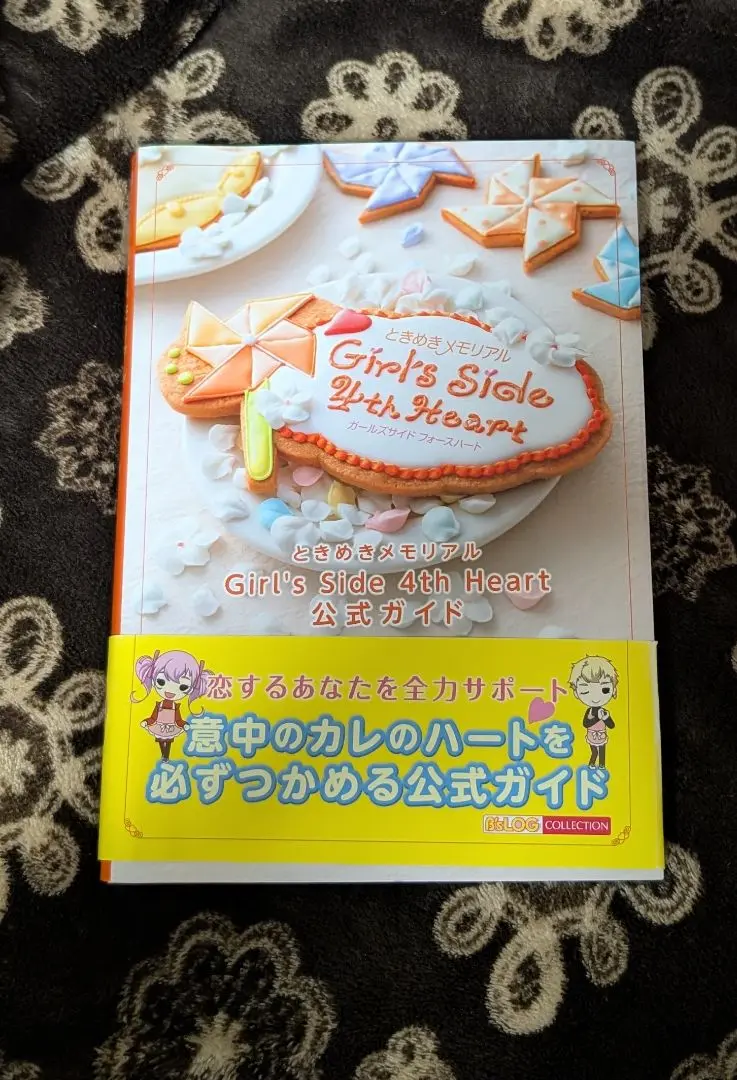 ときめきメモリアル
Girl's Side
4th Heart
ガールズサイド フォースハート
ときめきメモリアル
Girl's Side 4th Heart
公式ガイド
恋するあなたを全力サポート
意中のカレのハートを
必ずつかめる公式ガイド
B'sLOG COLLECTION